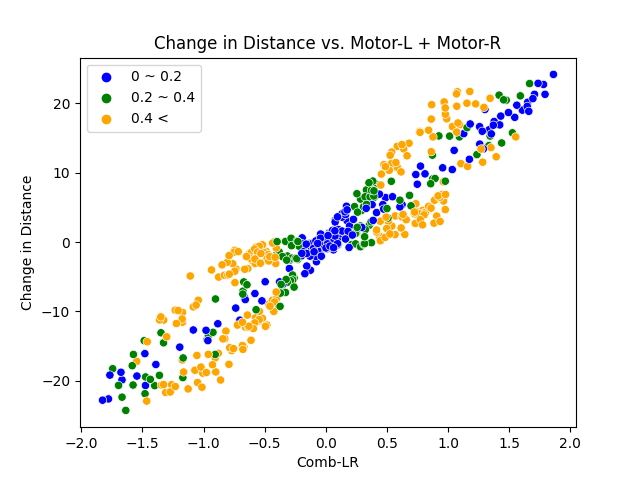 Change in Distance vs. Motor-L + Motor-R
0 ~ 0.2
0.2 ~ 0.4
0.4 <
Change in Distance
20
10
0
−10
−20
−2.0 −1.5 −1.0 −0.5 0.0 0.5 1.0 1.5 2.0
Comb-LR